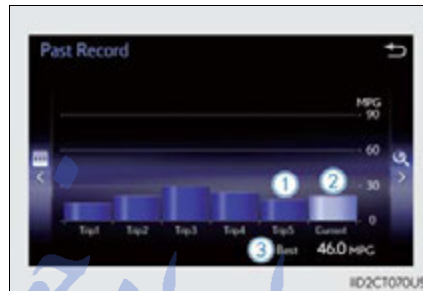 Past Record
MPG
90
60
1
2
30
0
Trip1 Trip2 Trip3 Trip4 Trip5 Current
3 Best 46.0 MPG
IID2CT070US